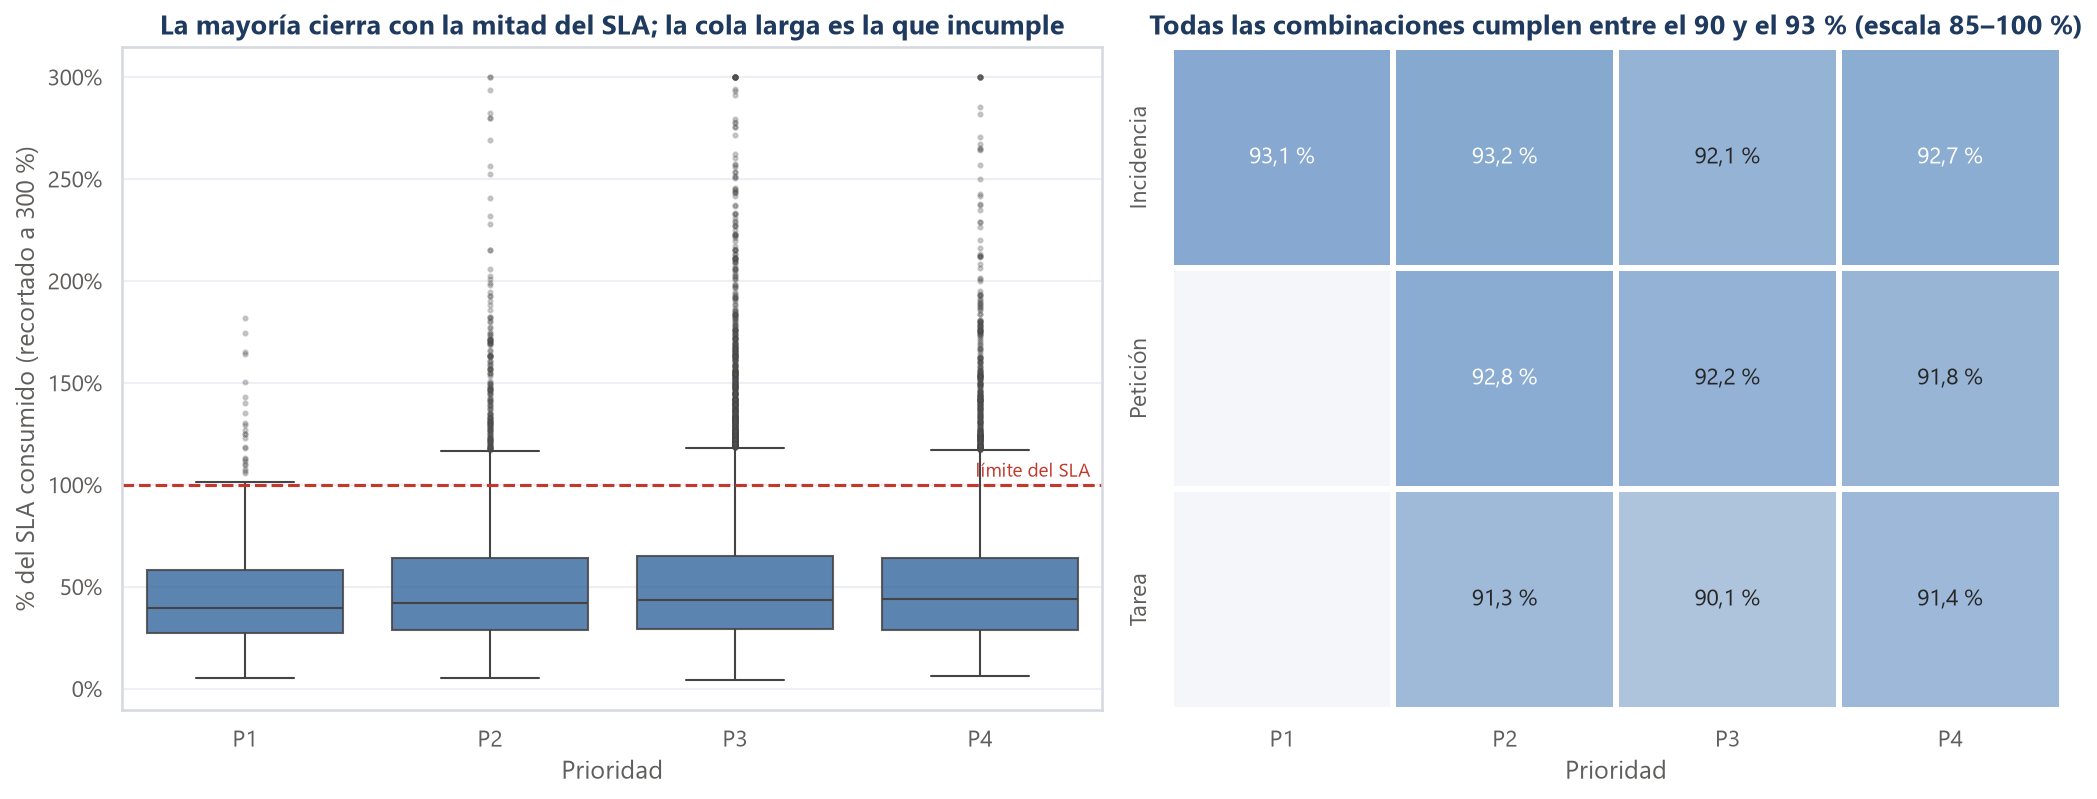 La mayoría cierra con la mitad del SLA; la cola larga es la que incumple
% del SLA consumido (recortado a 300 %)
300%
250%
200%
150%
100%
50%
0%
límite del SLA
P1 P2 P3 P4
Prioridad
Todas las combinaciones cumplen entre el 90 y el 93 % (escala 85–100 %)
Incidencia
93,1 % 93,2 % 92,1 % 92,7 %
Petición
92,8 % 92,2 % 91,8 %
Tarea
91,3 % 90,1 % 91,4 %
P1 P2 P3 P4
Prioridad